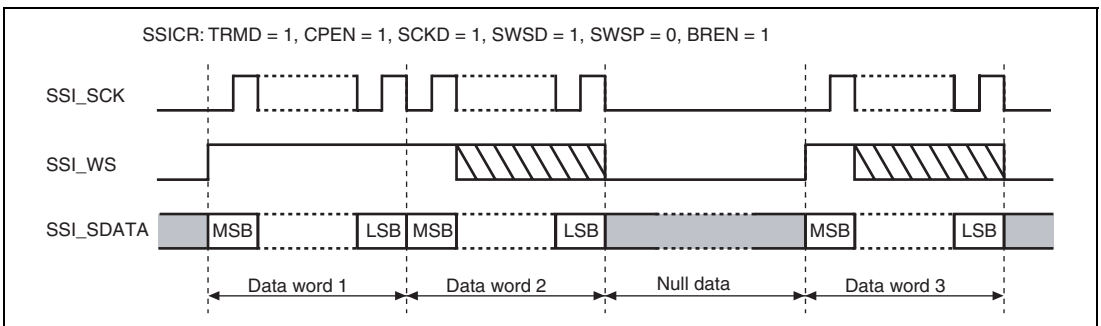 SSICR: TRMD = 1, CPEN = 1, SCKD = 1, SWSD = 1, SWSP = 0, BREN = 1
SSI_SCK
SSI_WS
SSI_SDATA MSB LSB MSB LSB MSB LSB
Data word 1 Data word 2 Null data Data word 3